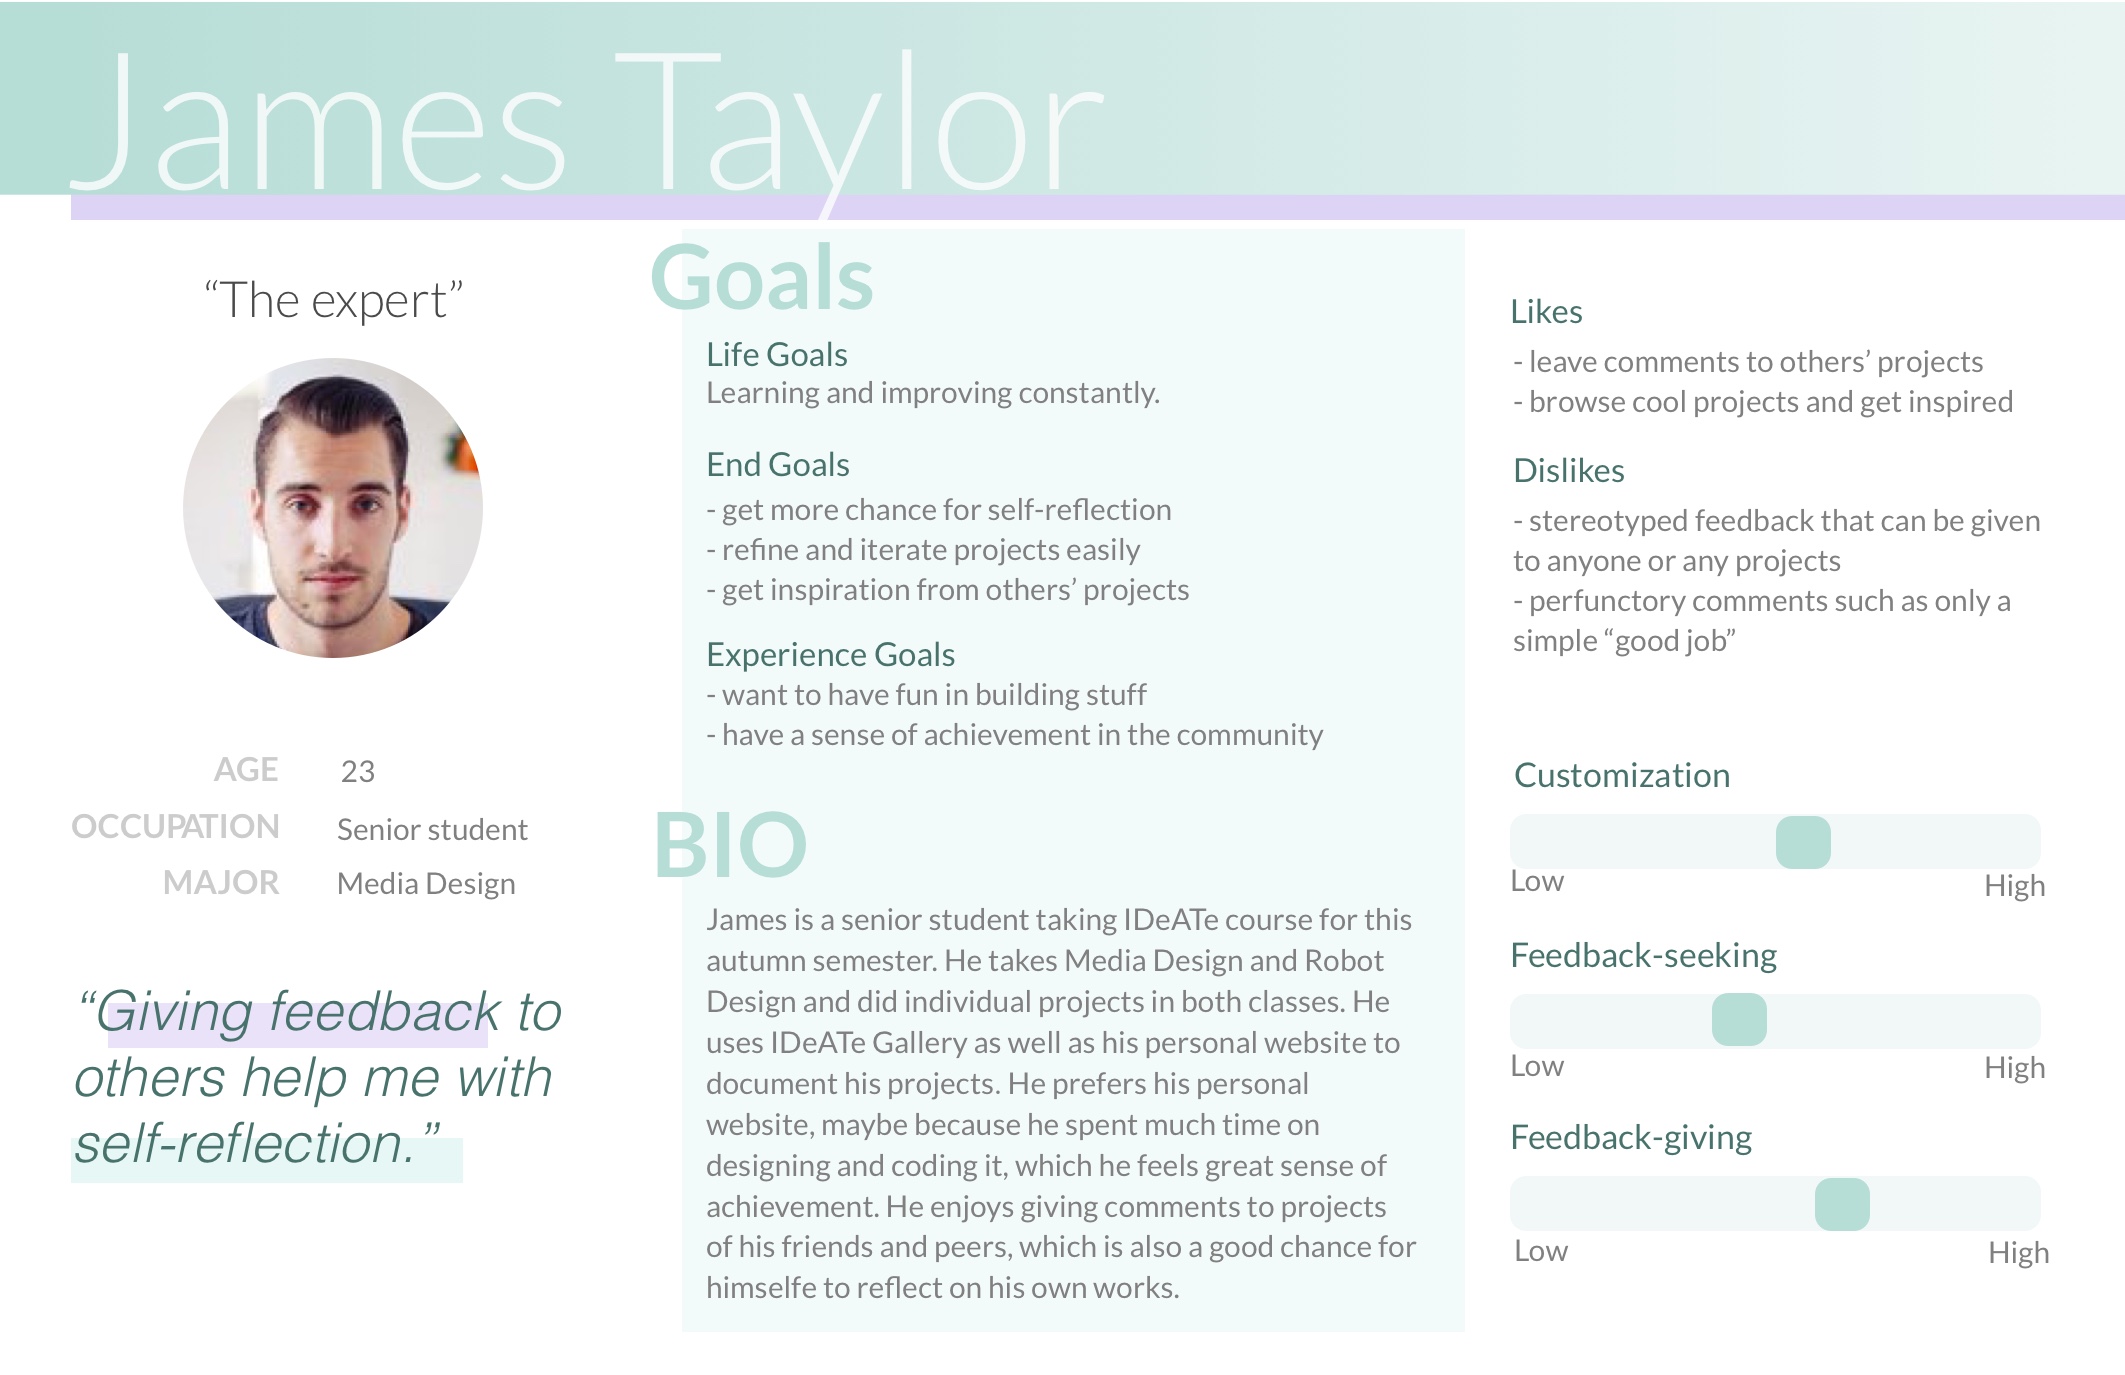 James Taylor
“The expert”
AGE 23
OCCUPATION Senior student
MAJOR Media Design
“Giving feedback to
others help me with
self-reflection.”
Goals
Life Goals
Learning and improving constantly.
End Goals
- get more chance for self-reflection
- refine and iterate projects easily
- get inspiration from others’ projects
Experience Goals
- want to have fun in building stuff
- have a sense of achievement in the community
BIO
James is a senior student taking IDeATe course for this
autumn semester. He takes Media Design and Robot
Design and did individual projects in both classes. He
uses IDeATe Gallery as well as his personal website to
document his projects. He prefers his personal
website, maybe because he spent much time on
designing and coding it, which he feels great sense of
achievement. He enjoys giving comments to projects
of his friends and peers, which is also a good chance for
himselfe to reflect on his own works.
Likes
- leave comments to others’ projects
- browse cool projects and get inspired
Dislikes
- stereotyped feedback that can be given
to anyone or any projects
- perfunctory comments such as only a
simple “good job”
Customization
Low High
Feedback-seeking
Low High
Feedback-giving
Low High